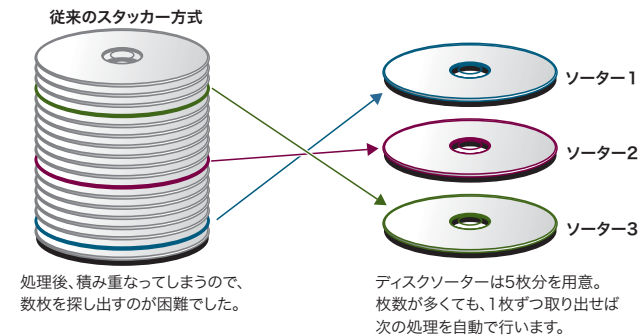 従来のスタッカー方式
ソーター1
ソーター2
ソーター3
処理後、積み重なってしまうので、
数枚を探し出すのが困難でした。
ディスクソーターは5枚分を用意。
枚数が多くても、1枚ずつ取り出せば
次の処理を自動で行います。